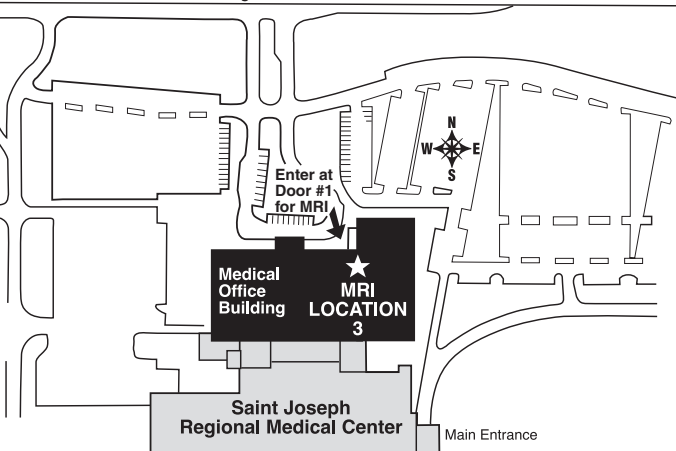 N
W E
S
Enter at
Door #1
for MRI
Medical
Office
Building
MRI
LOCATION
3
Saint Joseph
Regional Medical Center
Main Entrance